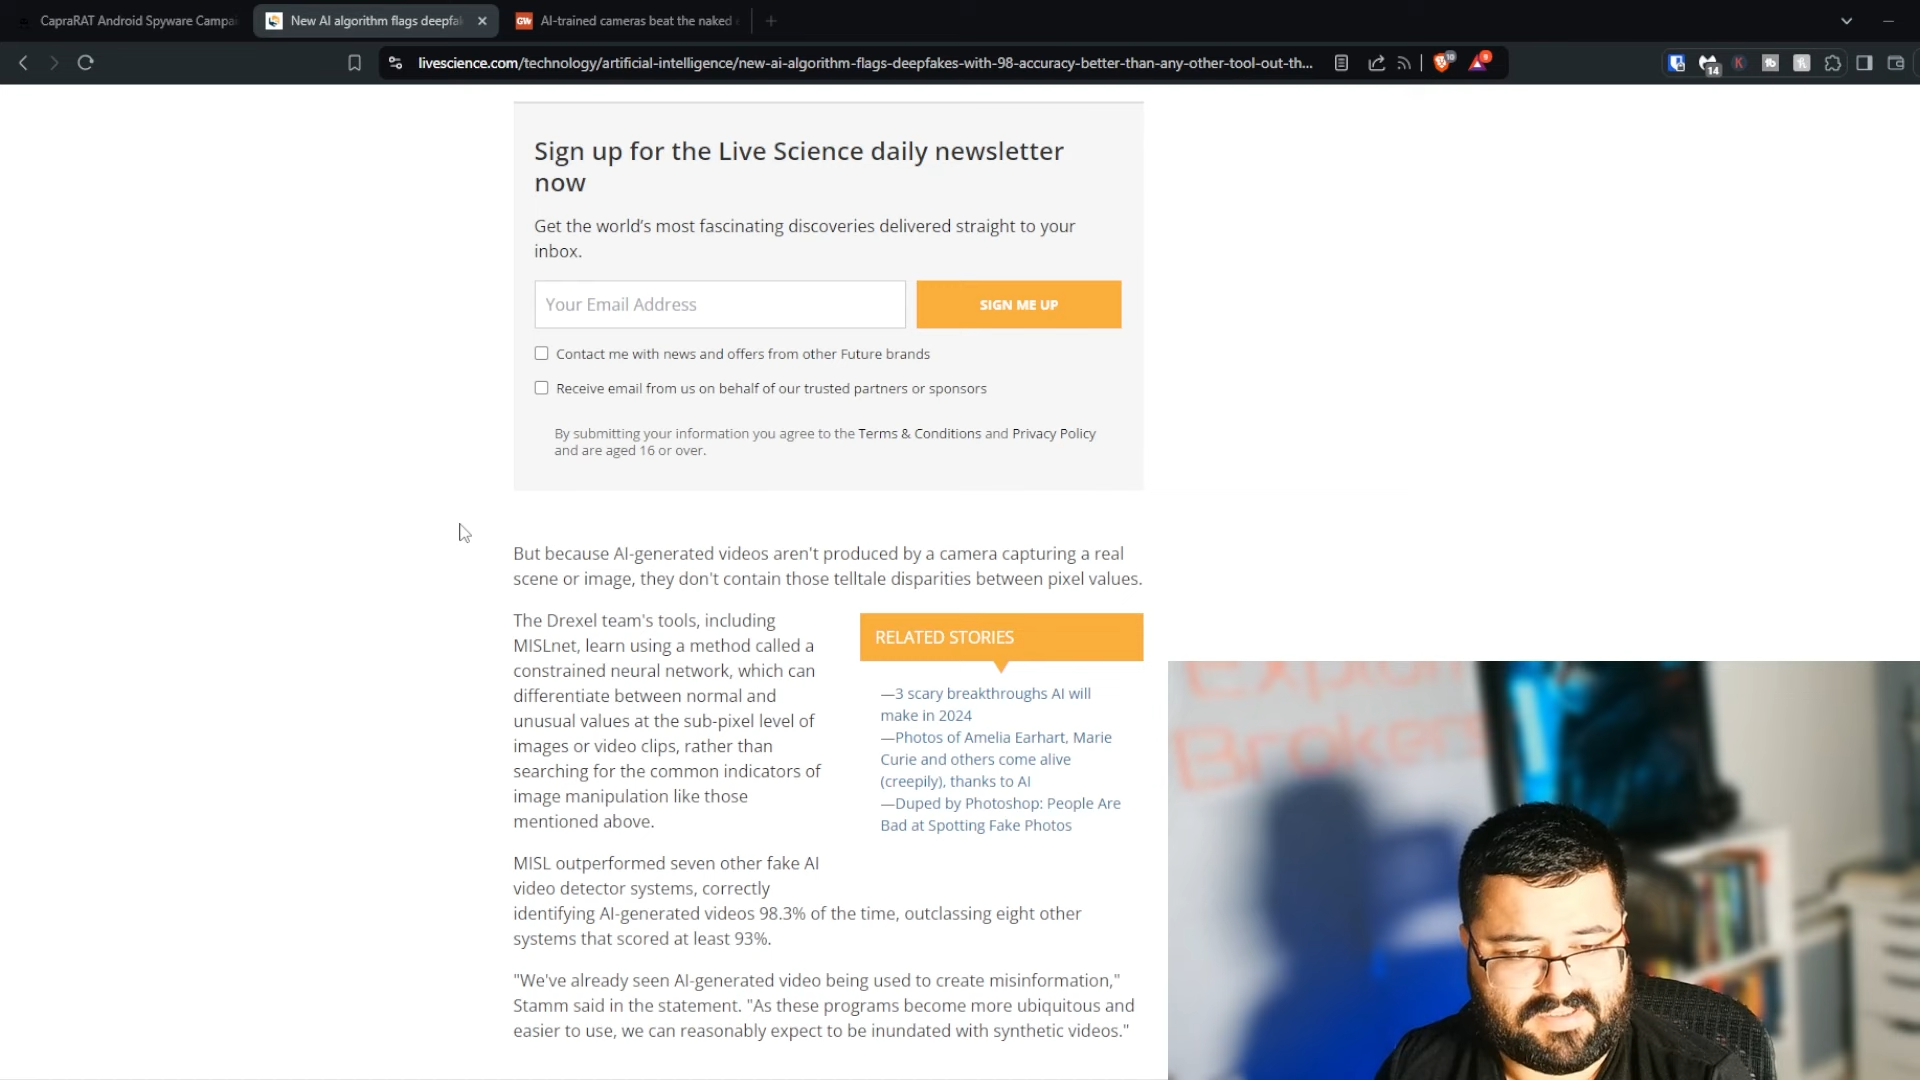 CapraRAT Android Spyware Campai
New AI algorithm flags deepfa
GW AI-trained cameras beat the naked
livescience.com/technology/artificial-intelligence/new-ai-algorithm-flags-deepfakes-with-98-accuracy-better-than-any-other-tool-out-th...
14
Sign up for the Live Science daily newsletter
now
Get the world's most fascinating discoveries delivered straight to your
inbox.
Your Email Address
SIGN ME UP
Contact me with news and offers from other Future brands
Receive email from us on behalf of our trusted partners or sponsors
By submitting your information you agree to the Terms & Conditions and Privacy Policy
and are aged 16 or over.
But because AI-generated videos aren't produced by a camera capturing a real
scene or image, they don't contain those telltale disparities between pixel values.
The Drexel team's tools, including
MISLnet, learn using a method called a
constrained neural network, which can
differentiate between normal and
unusual values at the sub-pixel level of
images or video clips, rather than
searching for the common indicators of
image manipulation like those
mentioned above.
RELATED STORIES
—3 scary breakthroughs AI will
make in 2024
—Photos of Amelia Earhart, Marie
Curie and others come alive
(creepily), thanks to AI
—Duped by Photoshop: People Are
Bad at Spotting Fake Photos
MISL outperformed seven other fake AI
video detector systems, correctly
identifying AI-generated videos 98.3% of the time, outclassing eight other
systems that scored at least 93%.
"We've already seen AI-generated video being used to create misinformation,"
Stamm said in the statement. "As these programs become more ubiquitous and
easier to use, we can reasonably expect to be inundated with synthetic videos."
Brokers